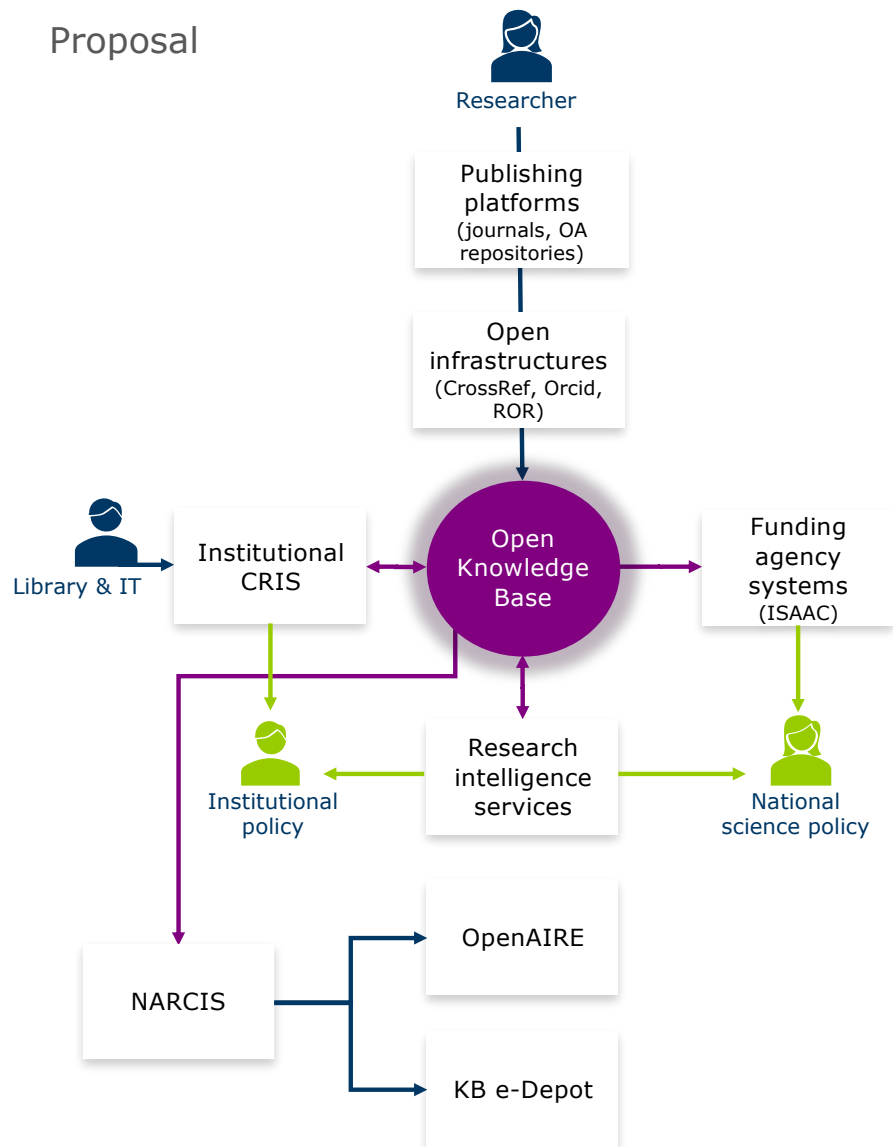 Proposal
Researcher
Publishing
platforms
(journals, OA
repositories)
Open
infrastructures
(CrossRef, Orcid,
ROR)
Library & IT
Institutional
CRIS
Open
Knowledge
Base
Funding
agency
systems
(ISAAC)
Institutional
policy
Research
intelligence
services
National
science policy
OpenAIRE
NARCIS
KB e-Depot